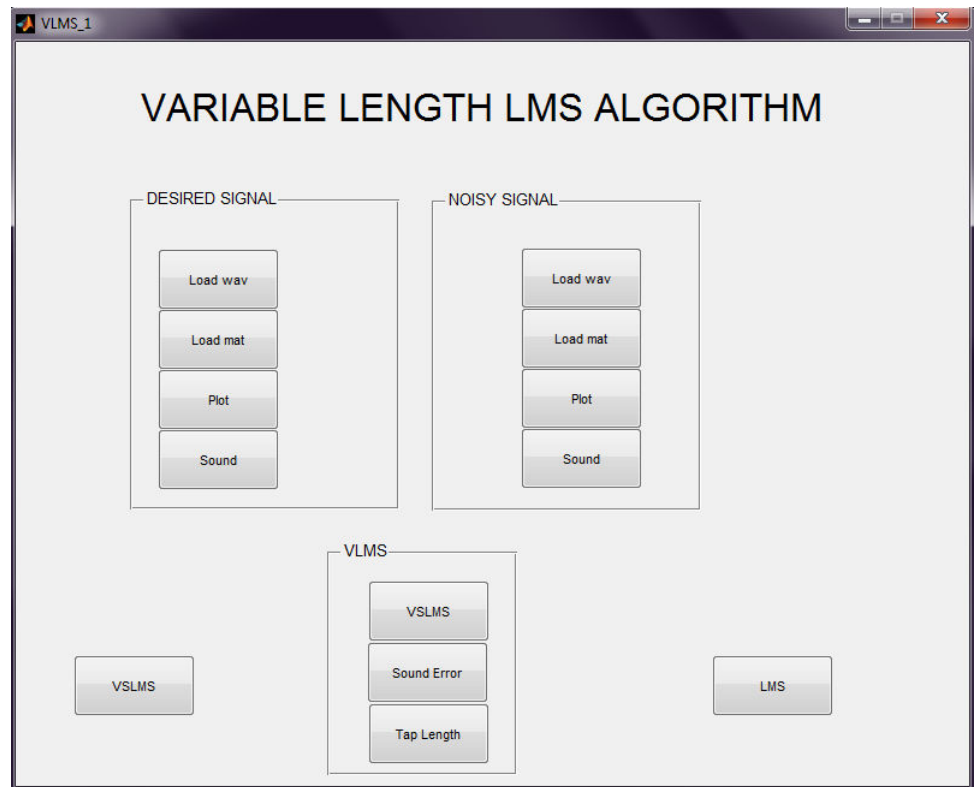 VLMS_1
VARIABLE LENGTH LMS ALGORITHM
DESIRED SIGNAL
Load wav
Load mat
Plot
Sound
NOISY SIGNAL
Load wav
Load mat
Plot
Sound
VLMS
VSLMS
Sound Error
Tap Length
VSLMS
LMS